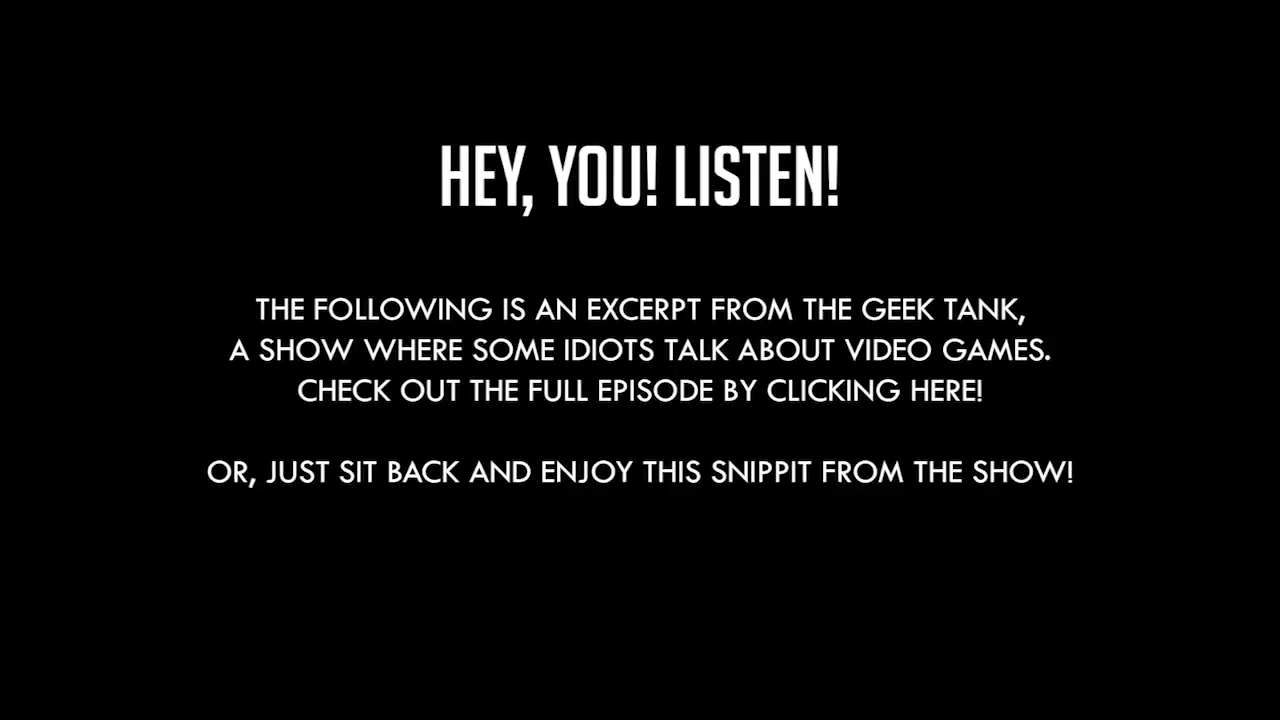 HEY, YOU! LISTEN!
THE FOLLOWING IS AN EXCERPT FROM THE GEEK TANK,
A SHOW WHERE SOME IDIOTS TALK ABOUT VIDEO GAMES.
CHECK OUT THE FULL EPISODE BY CLICKING HERE!
OR, JUST SIT BACK AND ENJOY THIS SNIPPIT FROM THE SHOW!